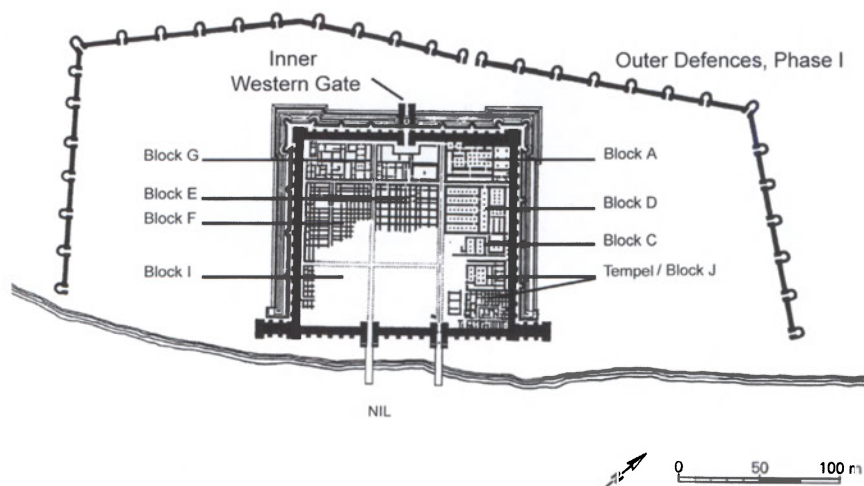 Inner
Western Gate
Outer Defences, Phase I
Block G
Block A
Block E
Block D
Block F
Block C
Block I
Tempel / Block J
NIL
0 50 100 m